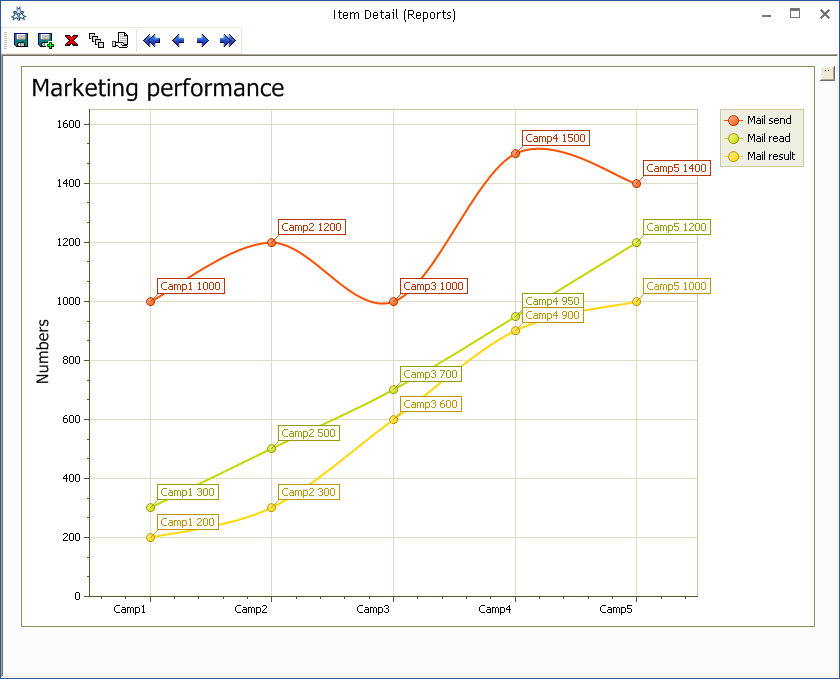 Item Detail (Reports)
Marketing performance
1600
1400
1200
1000
800
600
400
200
0
Numbers
Camp1 1000
Camp2 1200
Camp3 1000
Camp4 1500
Camp5 1400
Camp1 300
Camp2 500
Camp3 700
Camp4 950
Camp5 1200
Camp1 200
Camp2 300
Camp3 600
Camp4 900
Camp5 1000
Camp1
Camp2
Camp3
Camp4
Camp5
Mail send
Mail read
Mail result